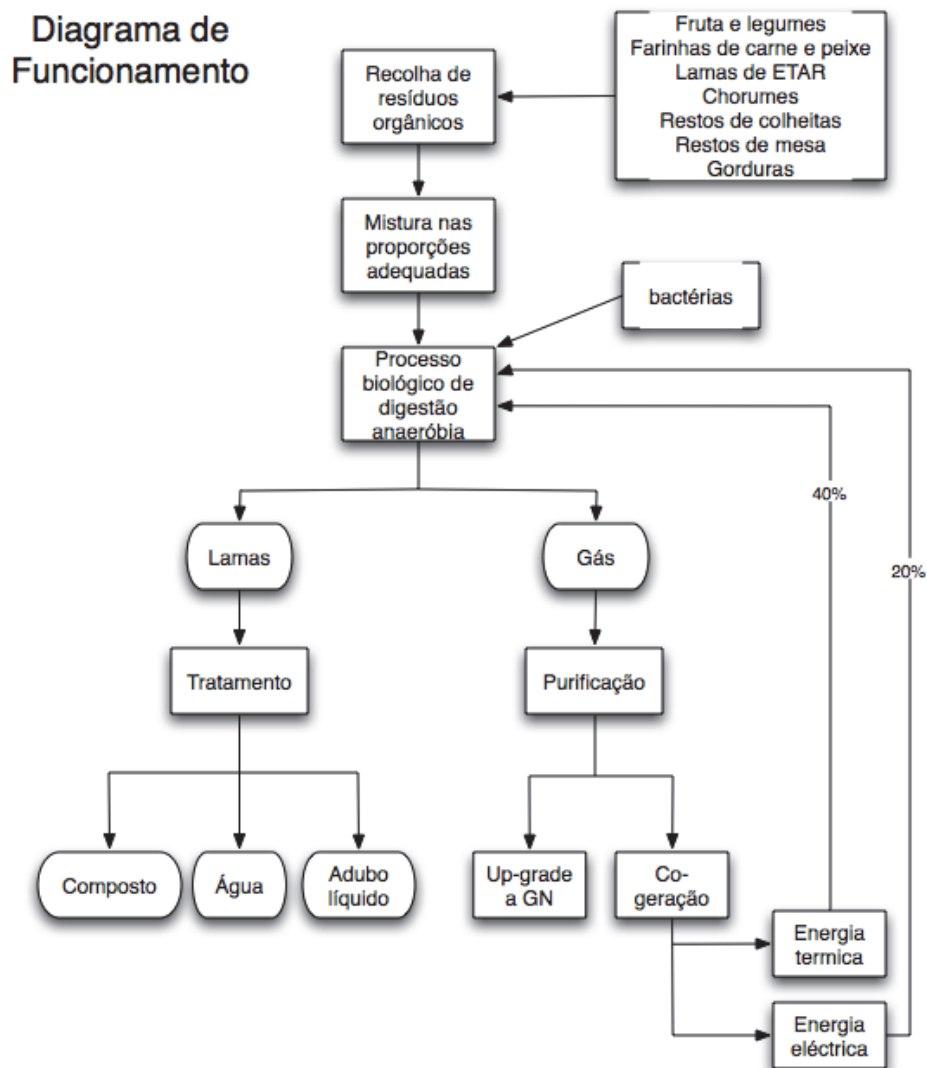 Diagrama de
Funcionamento
Recolha de
resíduos
orgânicos
Fruta e legumes
Farinhas de carne e peixe
Lamas de ETAR
Chorumes
Restos de colheitas
Restos de mesa
Gorduras
Mistura nas
proporções
adequadas
bactérias
Processo
biológico de
digestão
anaeróbia
40%
20%
Lamas
Gás
Tratamento
Purificação
Composto
Água
Adubo
líquido
Up-grade
a GN
Co-
geração
Energia
termica
Energia
eléctrica